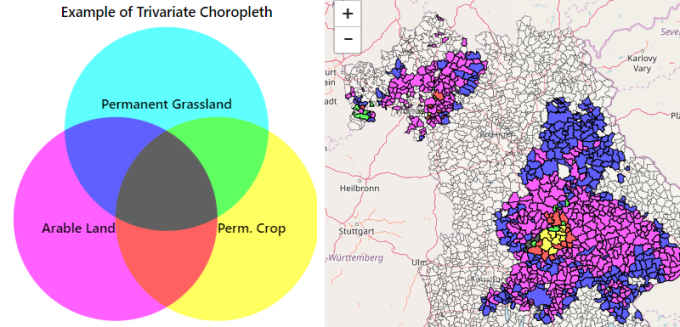 Example of Trivariate Choropleth
Permanent Grassland
Arable Land
Perm. Crop
+
−
Karlovy
Vary
Heilbronn
Stuttgart
Württemberg
Ulm